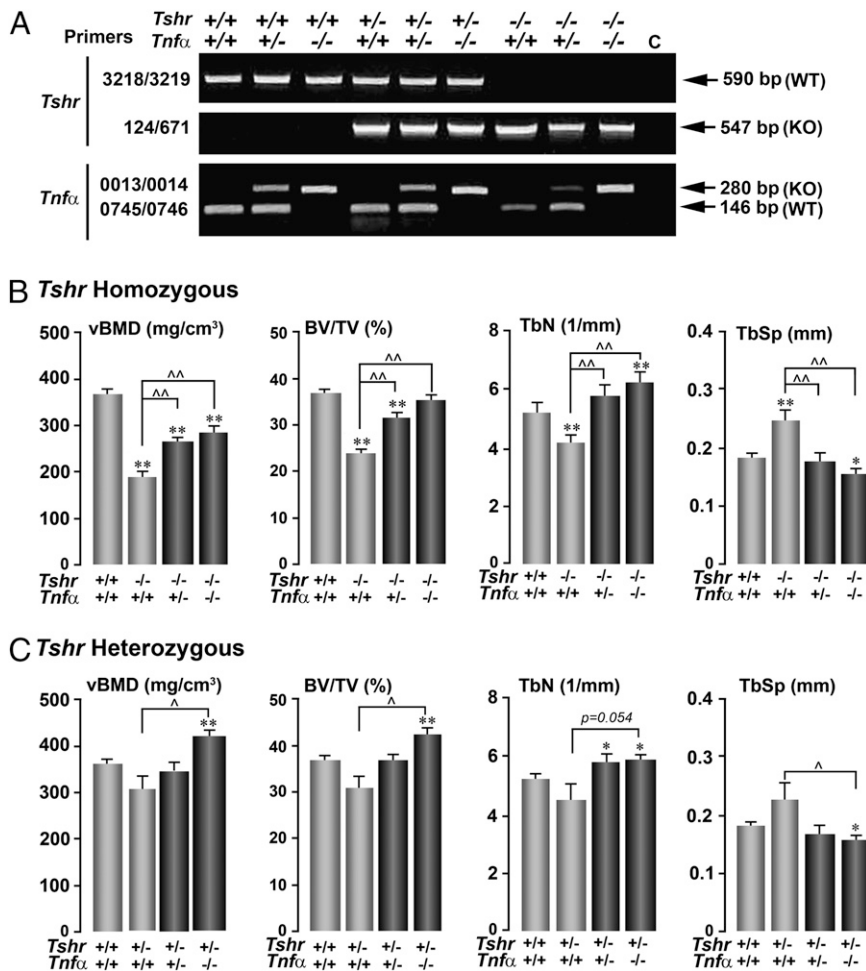 A
Primers
Tshr +/+ +/+ +/+ +/- +/- +/- -/- -/- -/-
Tnfα +/+ +/- -/- +/+ +/- -/- +/+ +/- -/- C
Tshr
3218/3219 590 bp (WT)
124/671 547 bp (KO)
Tnfα
0013/0014 280 bp (KO)
0745/0746 146 bp (WT)
B Tshr Homozygous
vBMD (mg/cm³)
500
400
300
200
100
0
^^
^^
** ** **
Tshr +/+ -/- -/- -/-
Tnfα +/+ +/+ +/- -/-
BV/TV (%)
50
40
30
20
10
0
^^
^^
** **
Tshr +/+ -/- -/- -/-
Tnfα +/+ +/+ +/- -/-
TbN (1/mm)
8
6
4
2
0
^^
^^
** **
Tshr +/+ -/- -/- -/-
Tnfα +/+ +/+ +/- -/-
TbSp (mm)
0.4
0.3
0.2
0.1
0
^^
^^
** *
Tshr +/+ -/- -/- -/-
Tnfα +/+ +/+ +/- -/-
C Tshr Heterozygous
vBMD (mg/cm³)
500
400
300
200
100
0
^
**
Tshr +/+ +/- +/- +/-
Tnfα +/+ +/+ +/- -/-
BV/TV (%)
50
40
30
20
10
0
^
**
Tshr +/+ +/- +/- +/-
Tnfα +/+ +/+ +/- -/-
TbN (1/mm)
8
6
4
2
0
p=0.054
* *
Tshr +/+ +/- +/- +/-
Tnfα +/+ +/+ +/- -/-
TbSp (mm)
0.4
0.3
0.2
0.1
0
^
*
Tshr +/+ +/- +/- +/-
Tnfα +/+ +/+ +/- -/-